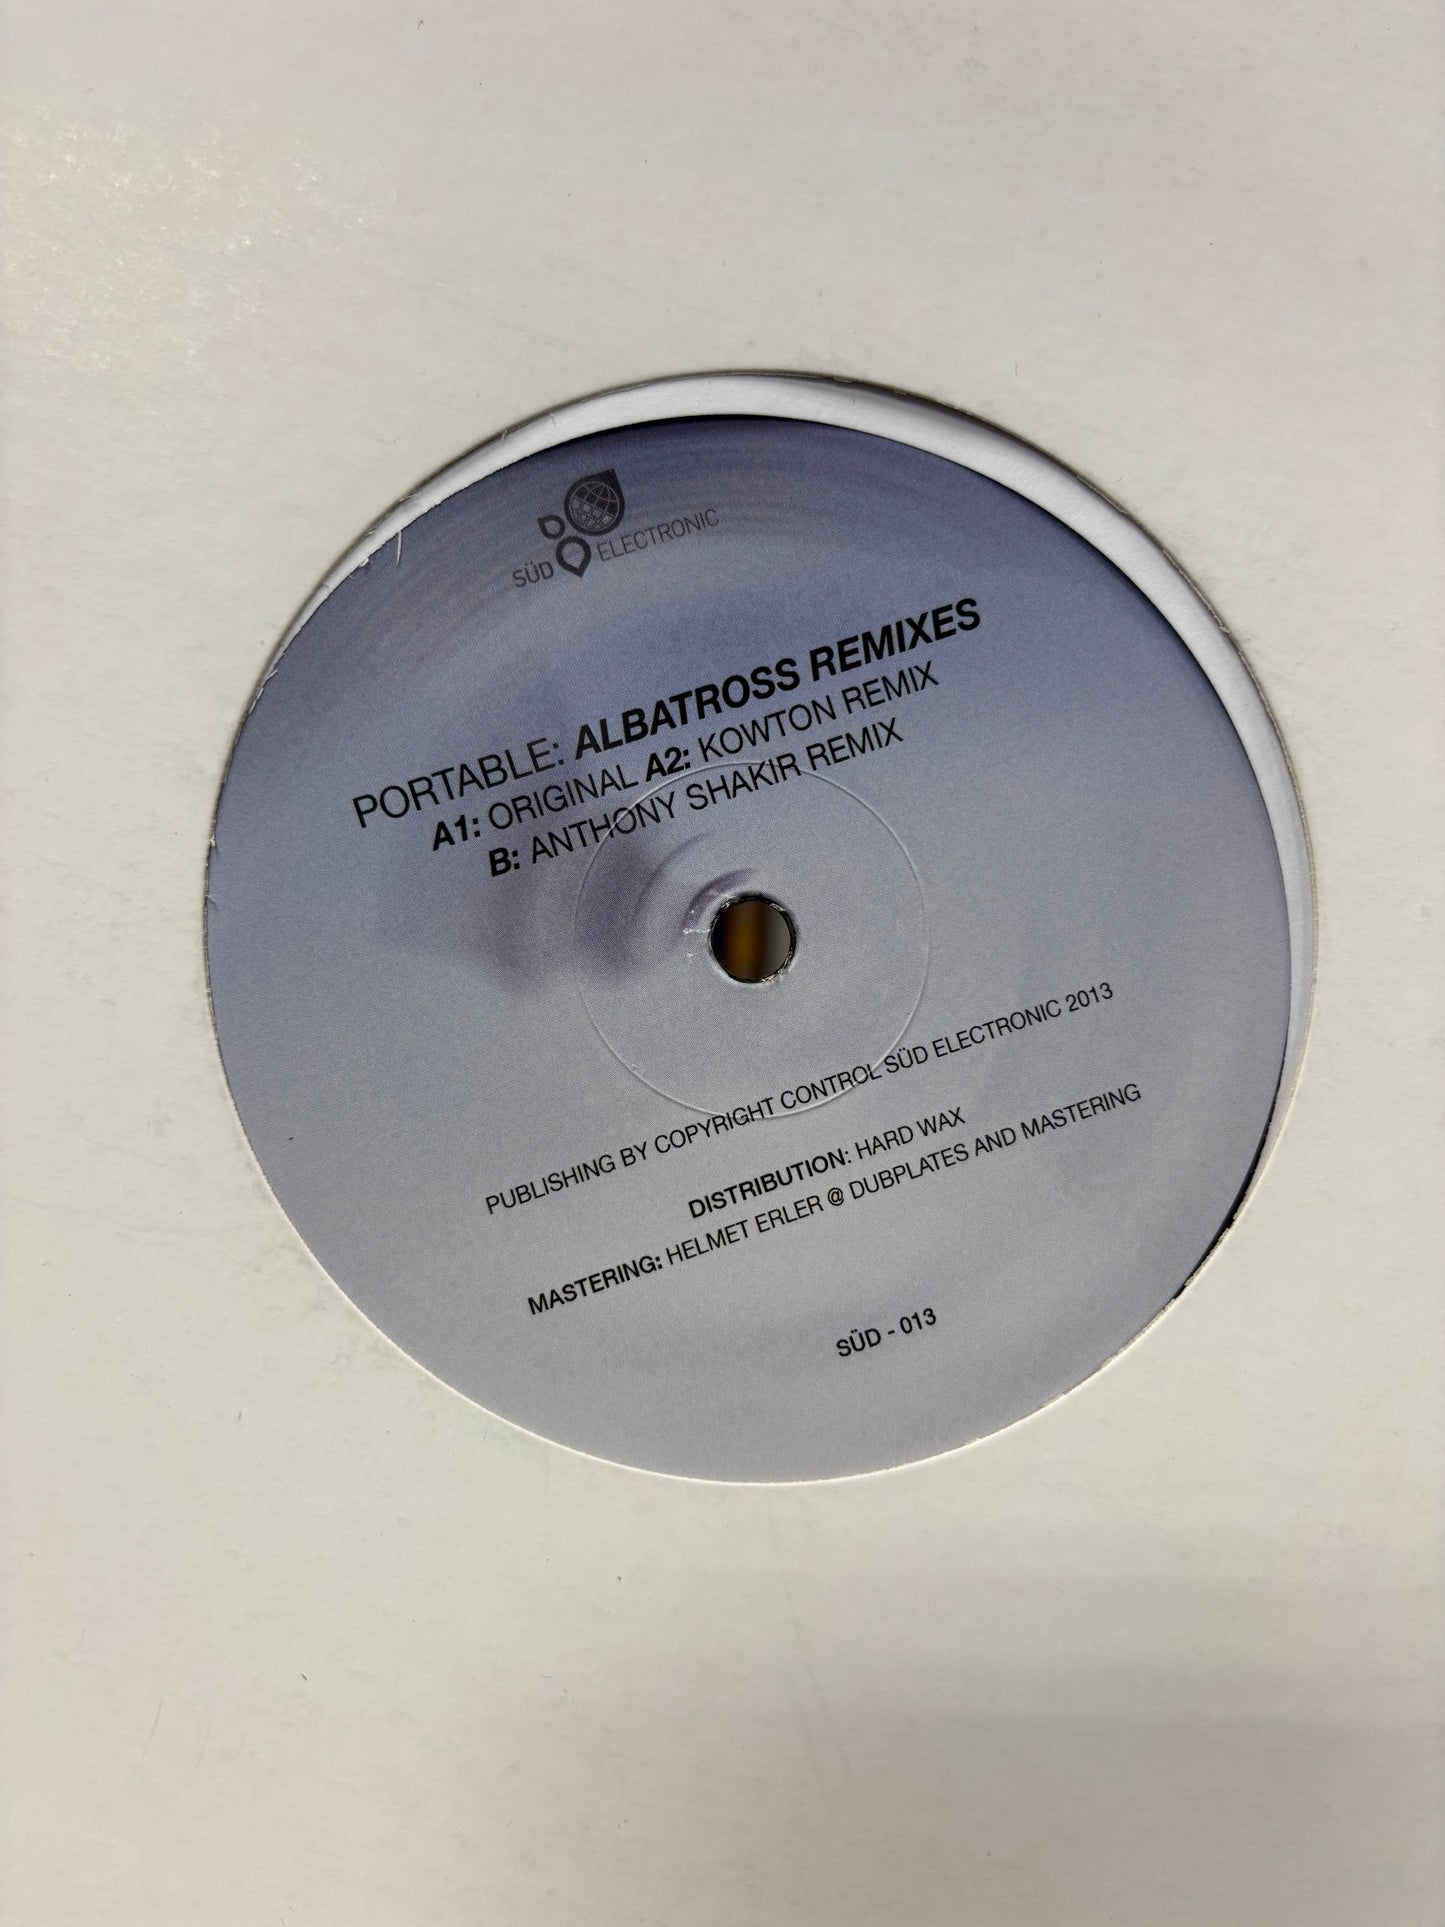 SÜD ELECTRONIC
PORTABLE: ALBATROSS REMIXES
A1: ORIGINAL A2: KOWTON REMIX
B: ANTHONY SHAKIR REMIX
PUBLISHING BY COPYRIGHT CONTROL SÜD ELECTRONIC 2013
DISTRIBUTION: HARD WAX
MASTERING: HELMET ERLER @ DUBPLATES AND MASTERING
SÜD - 013